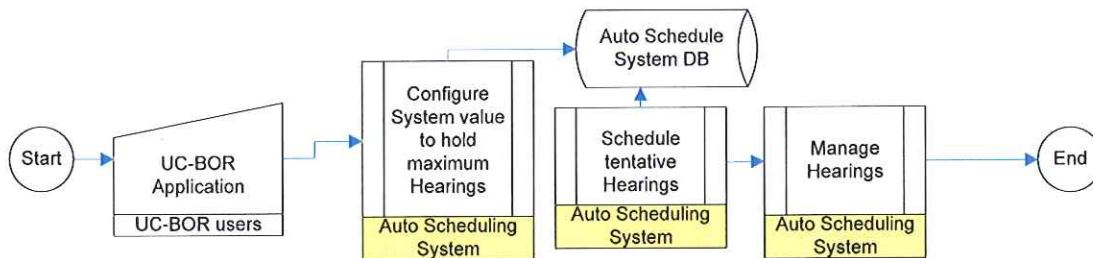 Start
UC-BOR
Application
UC-BOR users
Configure
System value
to hold
maximum
Hearings
Auto Scheduling
System
Auto Schedule
System DB
Schedule
tentative
Hearings
Auto Scheduling
System
Manage
Hearings
Auto Scheduling
System
End